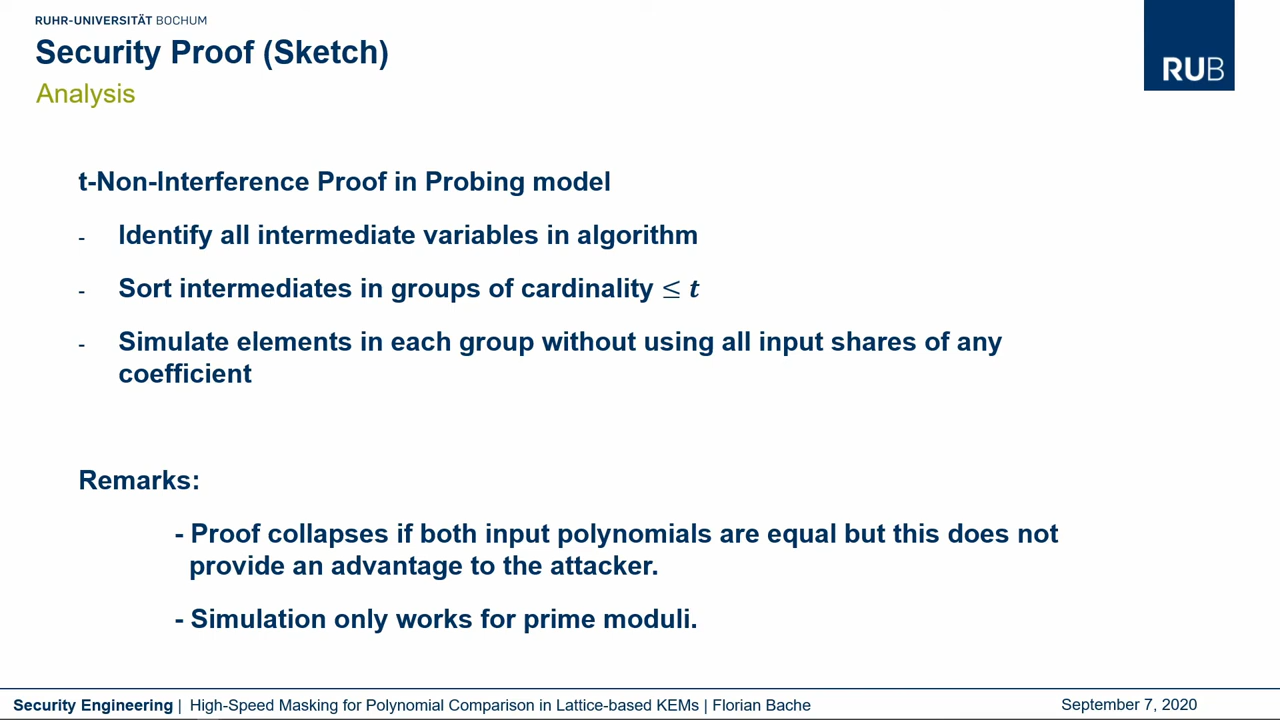 RUHR-UNIVERSITÄT BOCHUM
Security Proof (Sketch)
Analysis
RUB
t-Non-Interference Proof in Probing model
- Identify all intermediate variables in algorithm
- Sort intermediates in groups of cardinality ≤ t
- Simulate elements in each group without using all input shares of any
coefficient
Remarks:
- Proof collapses if both input polynomials are equal but this does not
provide an advantage to the attacker.
- Simulation only works for prime moduli.
Security Engineering | High-Speed Masking for Polynomial Comparison in Lattice-based KEMs | Florian Bache
September 7, 2020